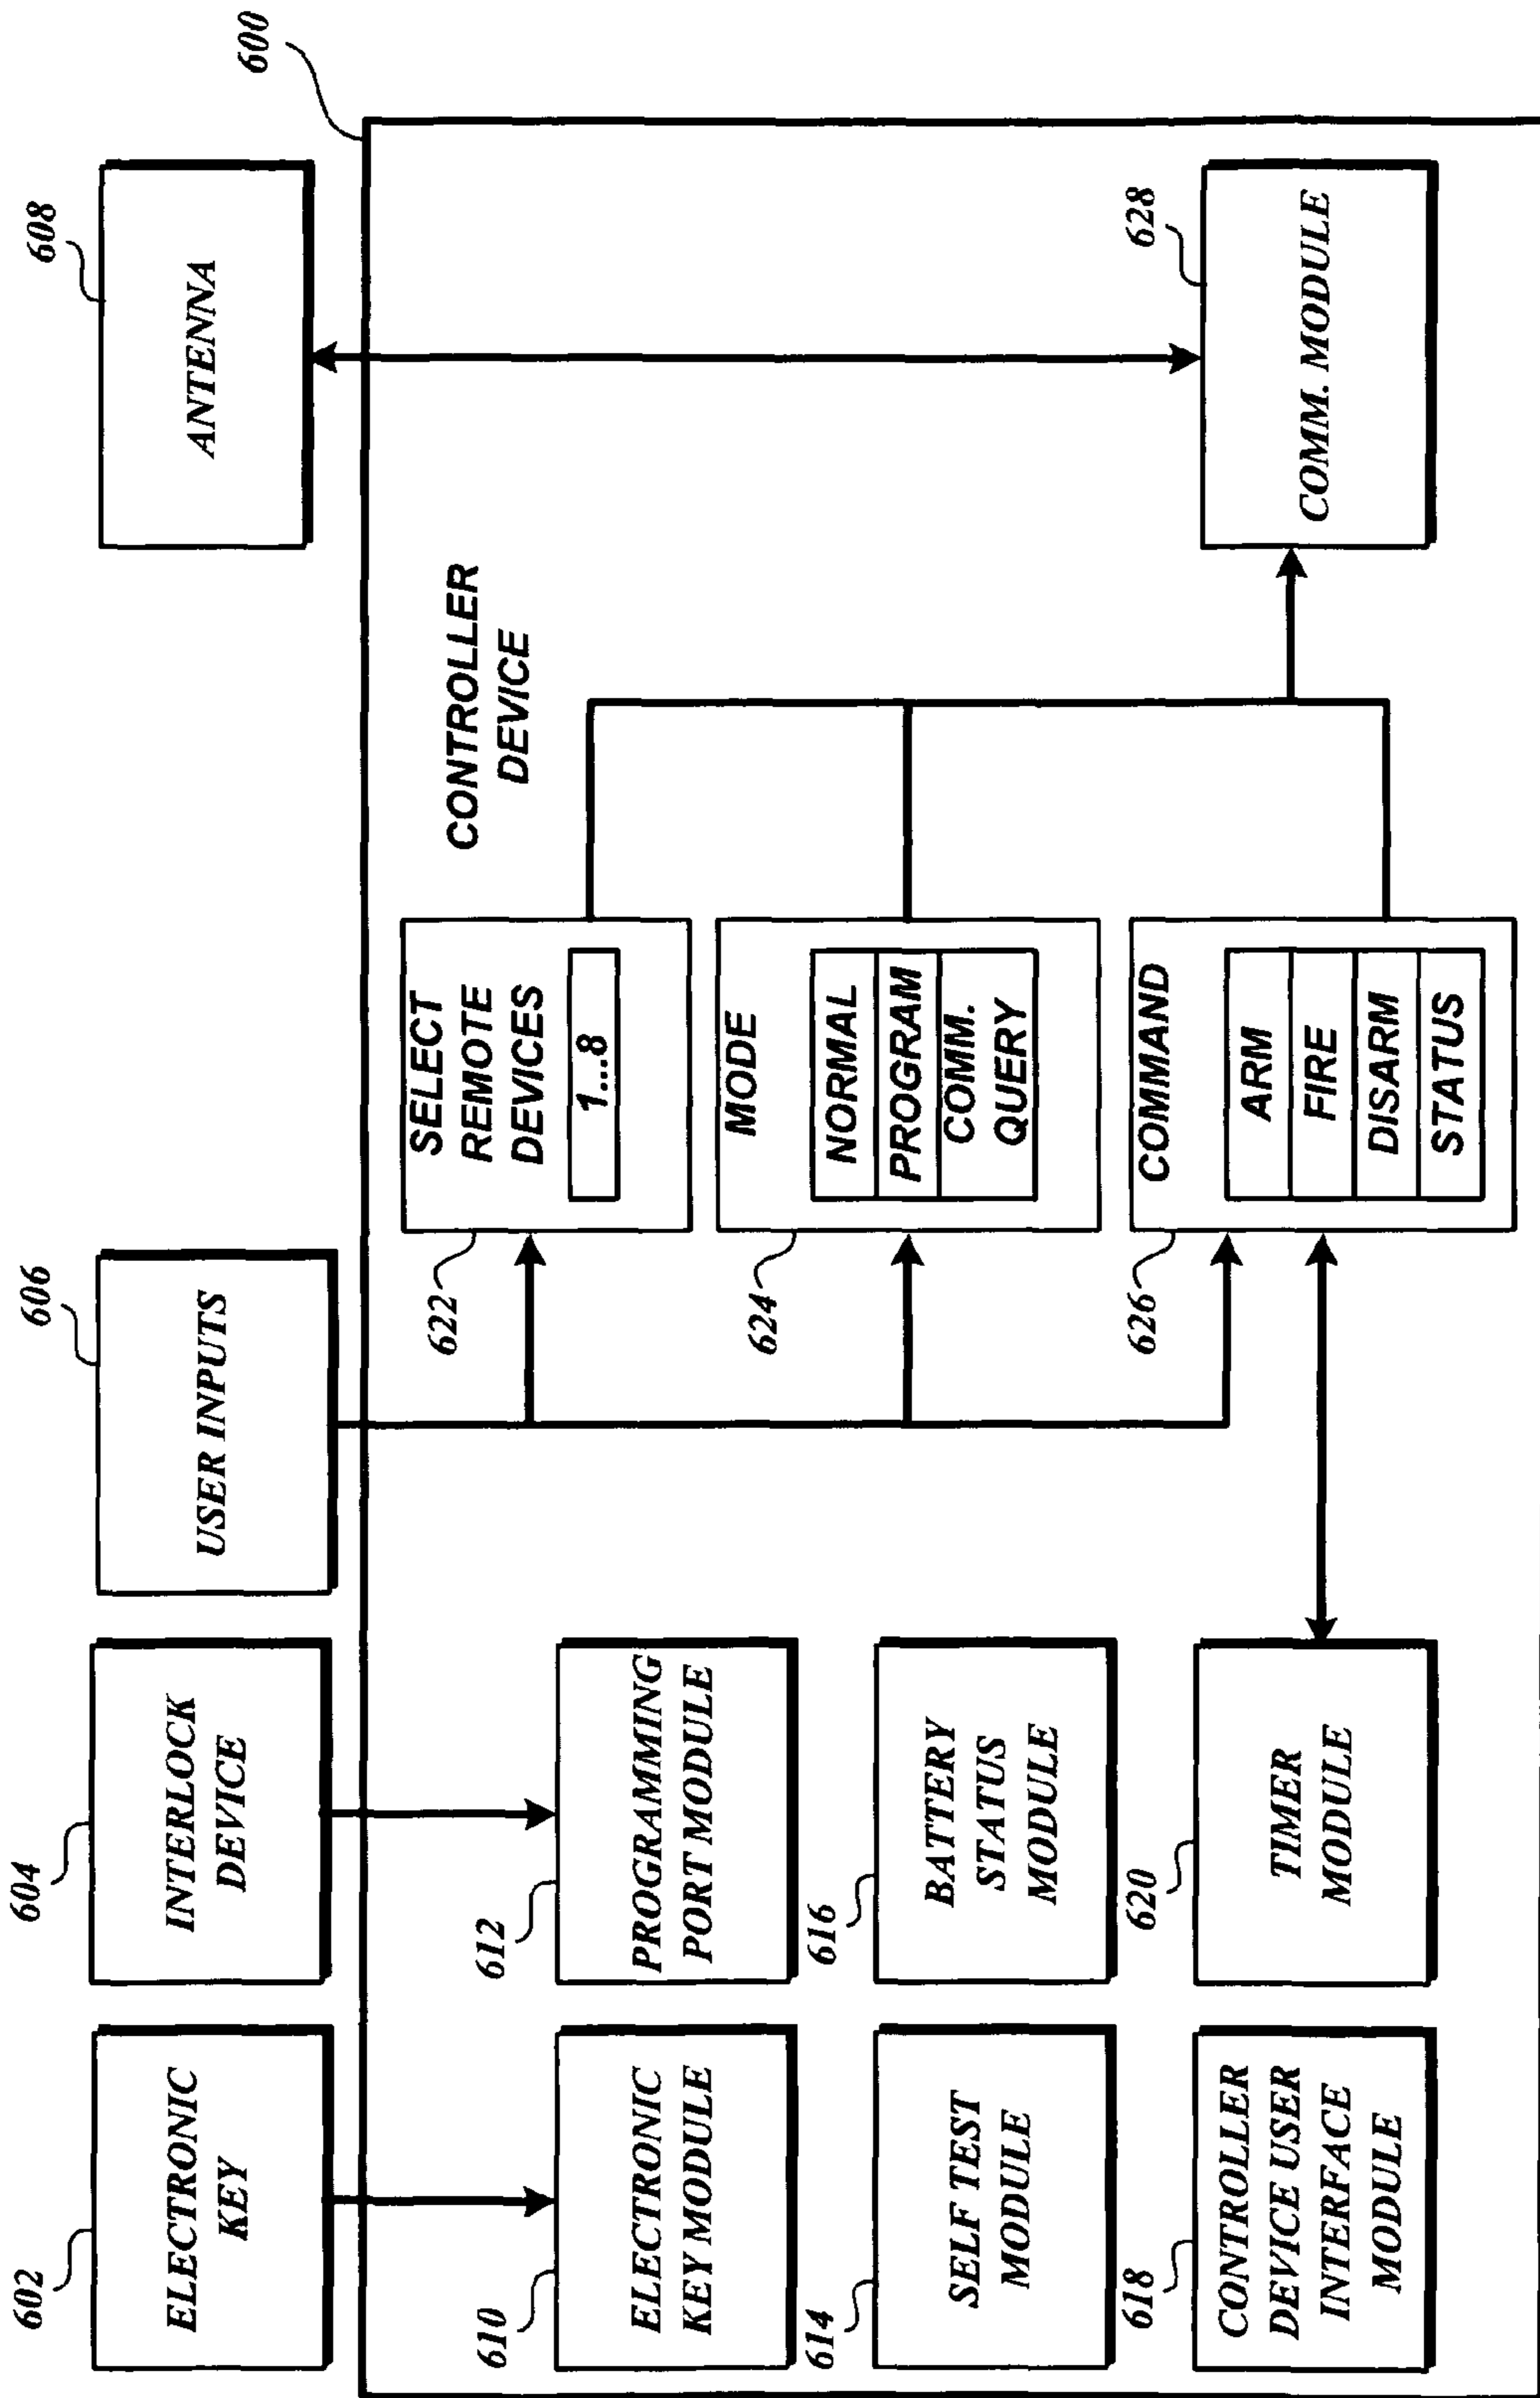 602
ELECTRONIC
KEY
604
INTERLOCK
DEVICE
606
USER INPUTS
608
ANTENNA
600
CONTROLLER
DEVICE
610
ELECTRONIC
KEY MODULE
612
PROGRAMMING
PORT MODULE
614
SELF TEST
MODULE
616
BATTERY
STATUS
MODULE
618
CONTROLLER
DEVICE USER
INTERFACE
MODULE
620
TIMER
MODULE
622
SELECT
REMOTE
DEVICES
1...8
624
MODE
NORMAL
PROGRAM
COMM.
QUERY
626
COMMAND
ARM
FIRE
DISARM
STATUS
628
COMM. MODULE